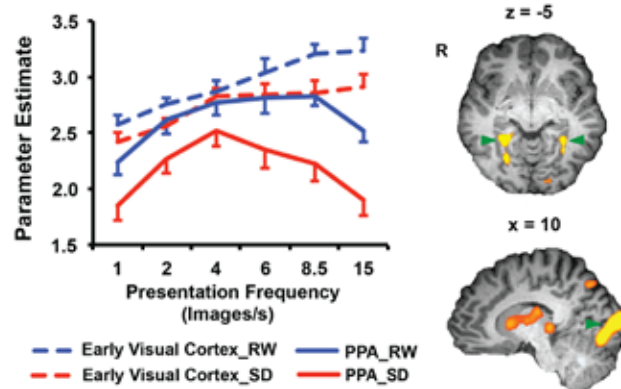 Parameter Estimate
3.5
3.0
2.5
2.0
1.5
1 2 4 6 8.5 15
Presentation Frequency
(Images/s)
Early Visual Cortex_RW
PPA_RW
Early Visual Cortex_SD
PPA_SD
z = -5
R
x = 10